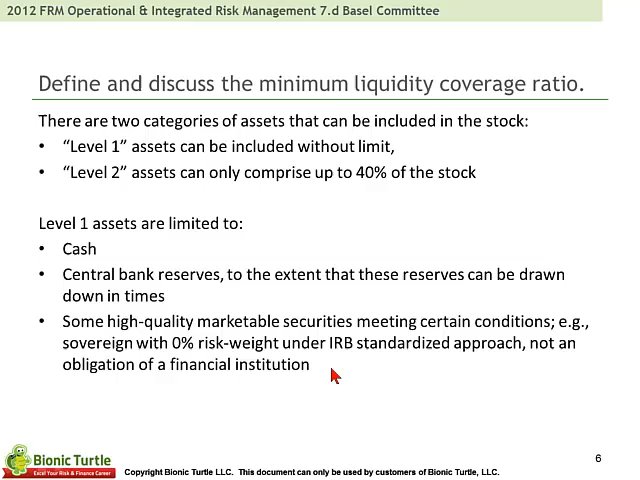 2012 FRM Operational & Integrated Risk Management 7.d Basel Committee
Define and discuss the minimum liquidity coverage ratio.
There are two categories of assets that can be included in the stock:
• “Level 1” assets can be included without limit,
• “Level 2” assets can only comprise up to 40% of the stock
Level 1 assets are limited to:
• Cash
• Central bank reserves, to the extent that these reserves can be drawn
down in times
• Some high-quality marketable securities meeting certain conditions; e.g.,
sovereign with 0% risk-weight under IRB standardized approach, not an
obligation of a financial institution
6
Bionic Turtle
Excel Your Risk & Finance Career
Copyright Bionic Turtle LLC. This document can only be used by customers of Bionic Turtle, LLC.